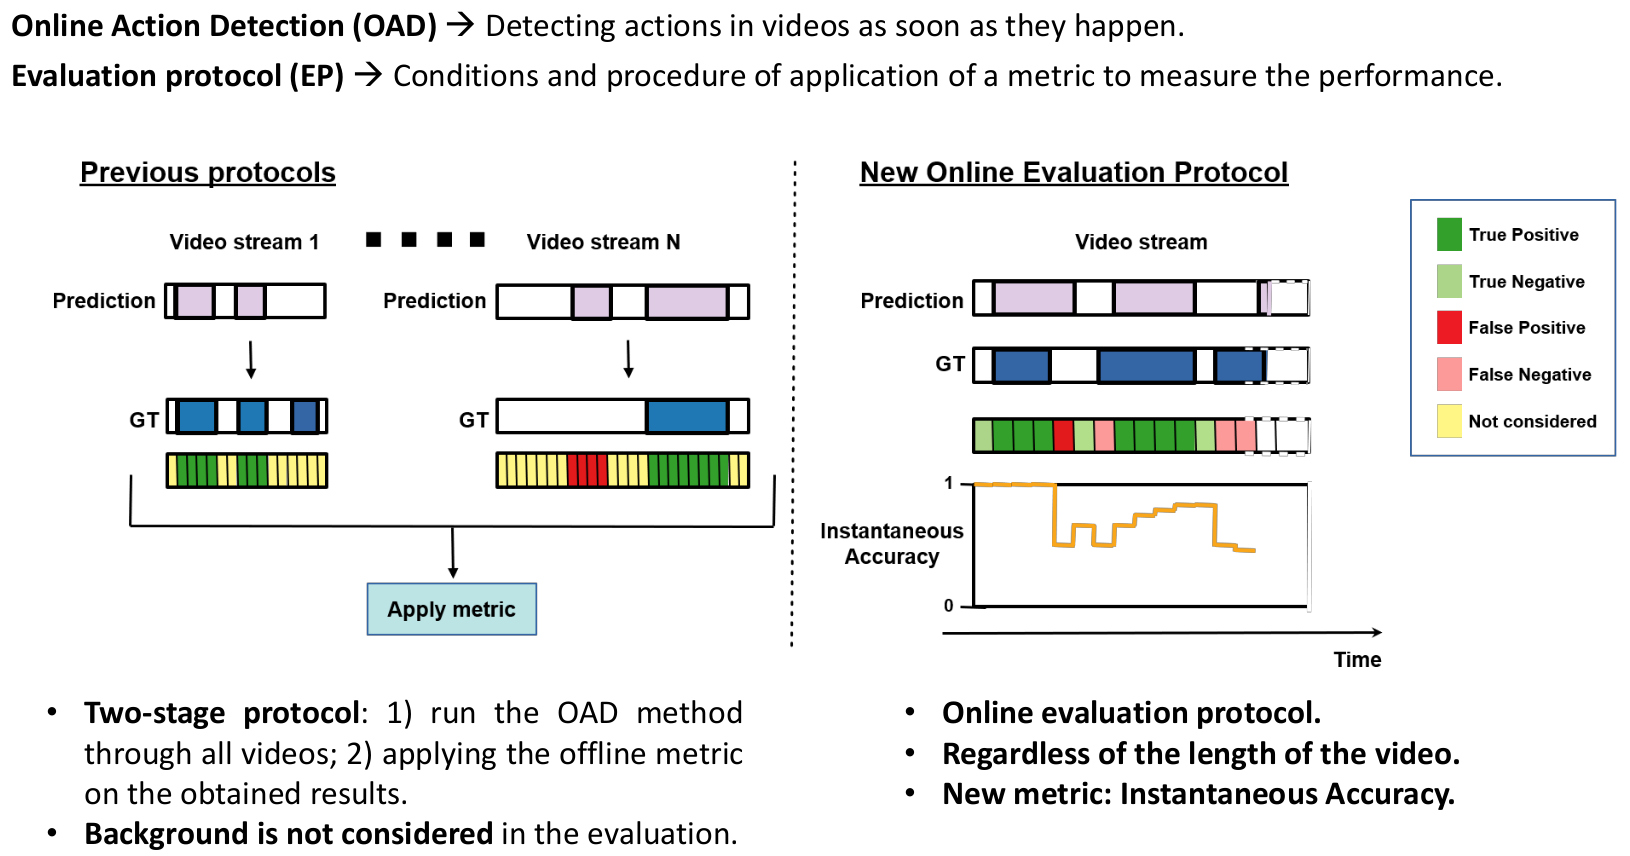 Online Action Detection (OAD) → Detecting actions in videos as soon as they happen.
Evaluation protocol (EP) → Conditions and procedure of application of a metric to measure the performance.
Previous protocols
Video stream 1
Video stream N
Prediction
Prediction
GT
GT
Apply metric
• Two-stage protocol: 1) run the OAD method
through all videos; 2) applying the offline metric
on the obtained results.
• Background is not considered in the evaluation.
New Online Evaluation Protocol
Video stream
Prediction
GT
1
Instantaneous
Accuracy
0
Time
True Positive
True Negative
False Positive
False Negative
Not considered
• Online evaluation protocol.
• Regardless of the length of the video.
• New metric: Instantaneous Accuracy.